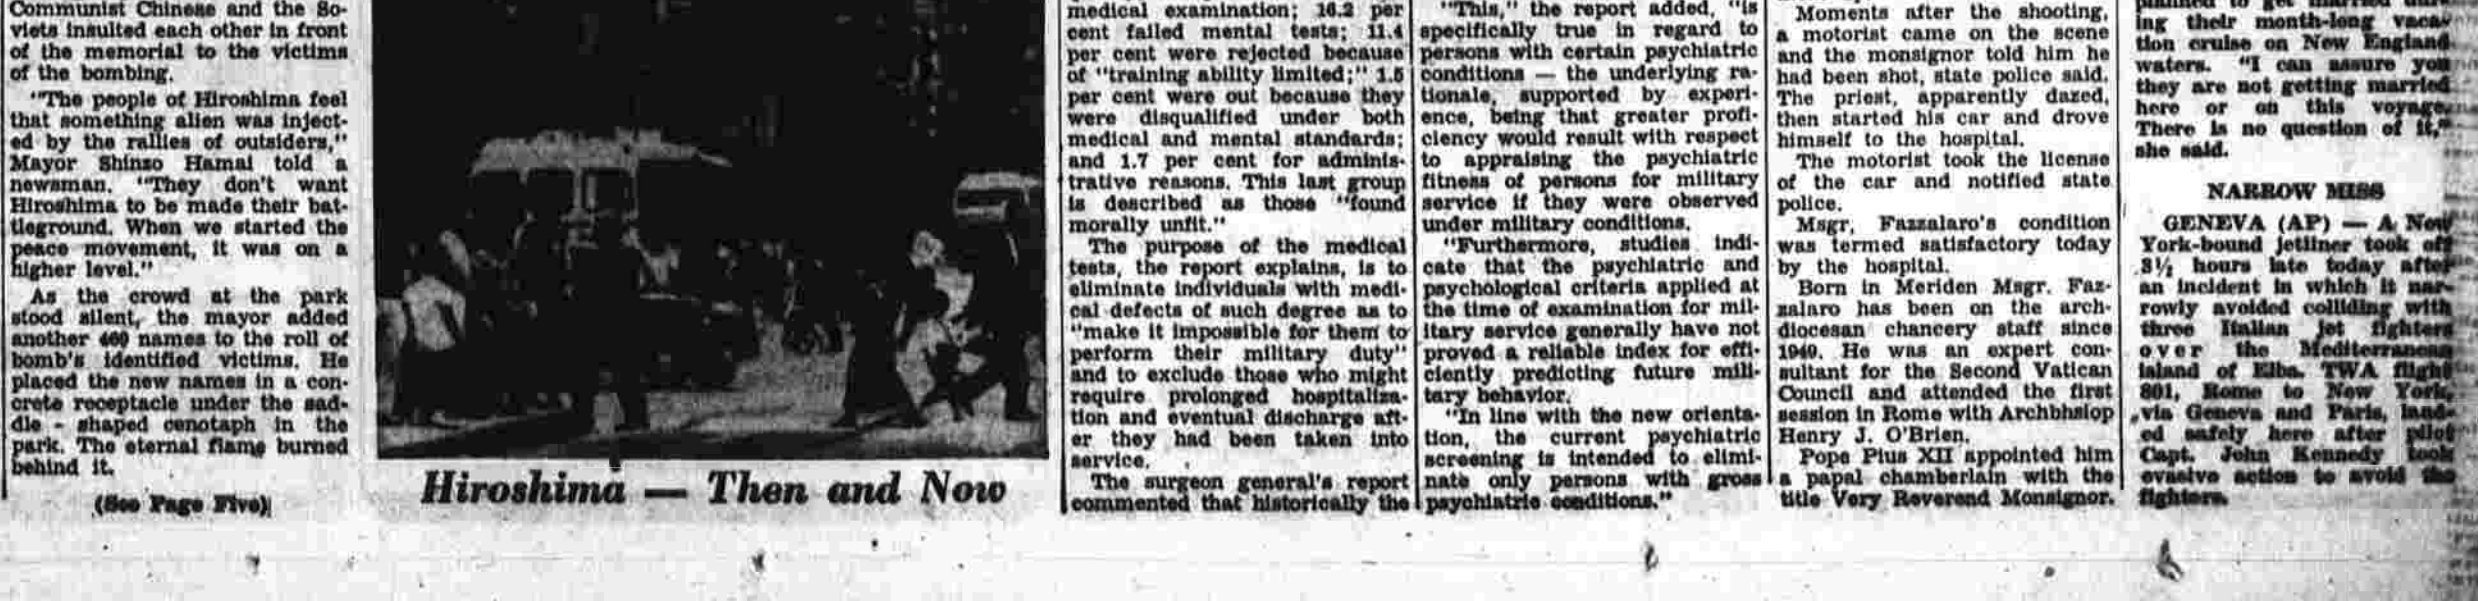 Communist Chinese and the So-
viets insulted each other in front
of the memorial to the victims
of the bombing.
"The people of Hiroshima feel
that something alien was inject-
ed by the rallies of outsiders,"
Mayor Shinzo Hamai told a
newsman. "They don't want
Hiroshima to be made their bat-
tleground. When we started the
peace movement, it was on a
higher level."
As the crowd at the park
stood silent, the mayor added
another 469 names to the roll of
bomb's identified victims. He
placed the new names in a con-
crete receptacle under the sad-
dle - shaped cenotaph in the
park. The eternal flame burned
behind it.
(See Page Five)
Hiroshima — Then and Now
medical examination; 16.2 per
cent failed mental tests; 11.4
per cent were rejected because
of "training ability limited;" 1.5
per cent were out because they
were disqualified under both
medical and mental standards;
and 1.7 per cent for adminis-
trative reasons. This last group
is described as those "found
morally unfit."
The purpose of the medical
tests, the report explains, is to
eliminate individuals with medi-
cal defects of such degree as to
"make it impossible for them to
perform their military duty"
and to exclude those who might
require prolonged hospitaliza-
tion and eventual discharge aft-
er they had been taken into
service.
The surgeon general's report
commented that historically the
"This," the report added, "is
specifically true in regard to
persons with certain psychiatric
conditions — the underlying ra-
tionale, supported by experi-
ence, being that greater profi-
ciency would result with respect
to appraising the psychiatric
fitness of persons for military
service if they were observed
under military conditions.
"Furthermore, studies indi-
cate that the psychiatric and
psychological criteria applied at
the time of examination for mil-
itary service generally have not
proved a reliable index for effi-
ciently predicting future mili-
tary behavior.
"In line with the new orienta-
tion, the current psychiatric
screening is intended to elimi-
nate only persons with gross
psychiatric conditions."
Moments after the shooting,
a motorist came on the scene
and the monsignor told him he
had been shot, state police said.
The priest, apparently dazed,
then started his car and drove
himself to the hospital.
The motorist took the license
of the car and notified state
police.
Msgr. Fazzalaro's condition
was termed satisfactory today
by the hospital.
Born in Meriden Msgr. Faz-
zalaro has been on the arch-
diocesan chancery staff since
1949. He was an expert con-
sultant for the Second Vatican
Council and attended the first
session in Rome with Archbhsiop
Henry J. O'Brien.
Pope Pius XII appointed him
a papal chamberlain with the
title Very Reverend Monsignor.
ing their month-long vaca-
tion cruise on New England
waters. "I can assure you
they are not getting married
here or on this voyage.
There is no question of it,"
she said.
NARROW MISS
GENEVA (AP) — A New
York-bound jetliner took off
3½ hours late today after
an incident in which it nar-
rowly avoided colliding with
three Italian jet fighters
over the Mediterranean
island of Elba. TWA flight
801, Rome to New York,
via Geneva and Paris, land-
ed safely here after pilot
Capt. John Kennedy took
evasive action to avoid the
fighters.